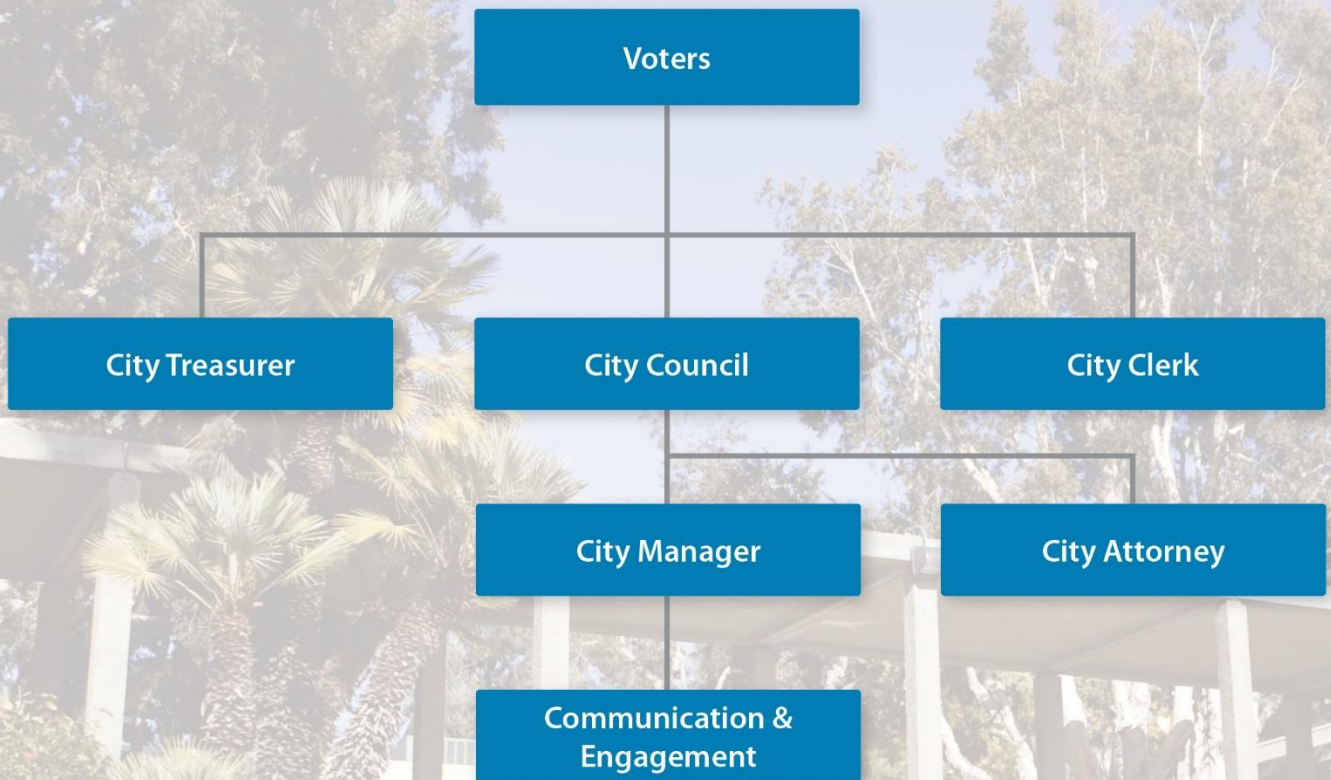 Voters
City Treasurer
City Council
City Clerk
City Manager
City Attorney
Communication &
Engagement